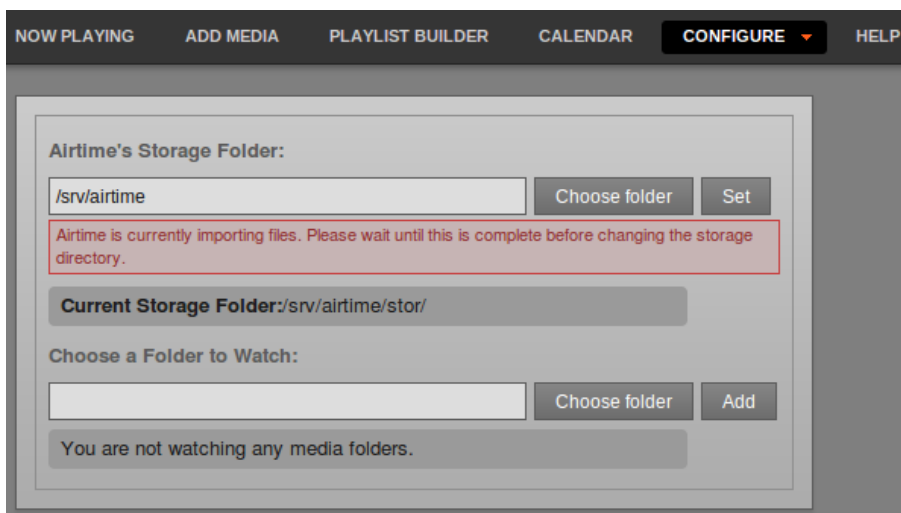 NOW PLAYING ADD MEDIA PLAYLIST BUILDER CALENDAR CONFIGURE HELP
Airtime's Storage Folder:
/srv/airtime Choose folder Set
Airtime is currently importing files. Please wait until this is complete before changing the storage
directory.
Current Storage Folder:/srv/airtime/stor/
Choose a Folder to Watch:
Choose folder Add
You are not watching any media folders.